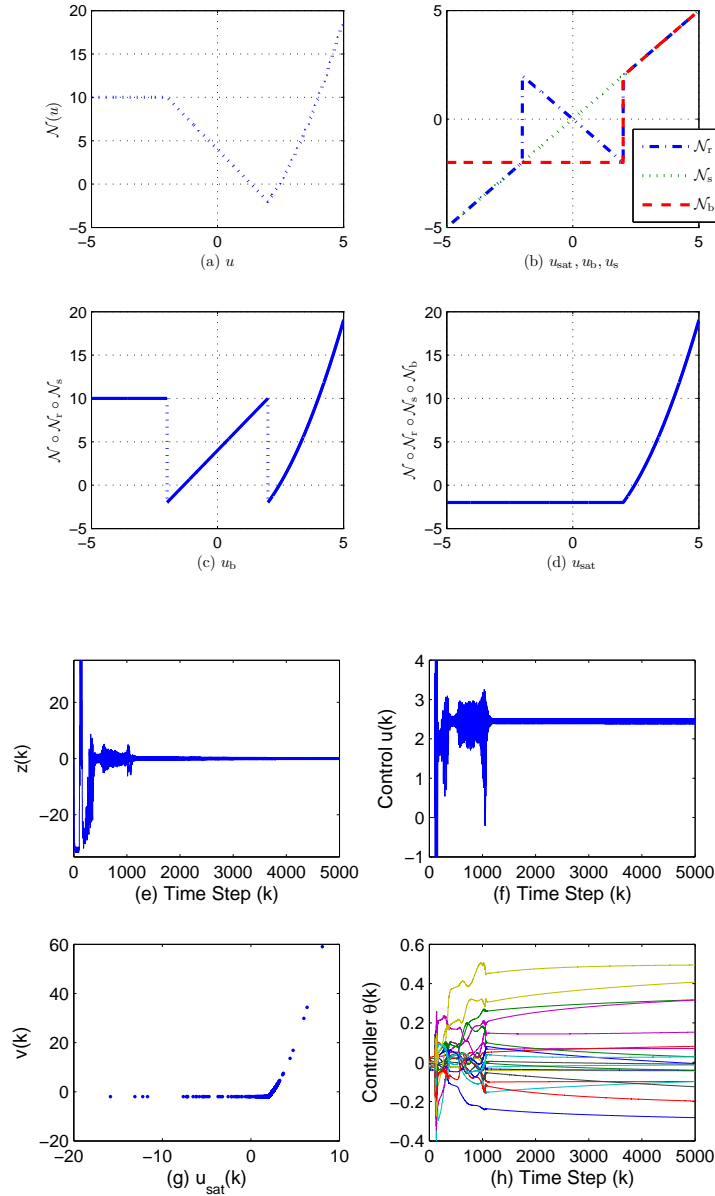 20
15
10
5
0
−5
−5 0 5
𝒩(u)
(a) u
5
0
−5
−5 0 5
𝒩r
𝒩s
𝒩b
(b) usat, ub, us
20
15
10
5
0
−5
−5 0 5
𝒩 ∘ 𝒩r ∘ 𝒩s
(c) ub
20
15
10
5
0
−5
−5 0 5
𝒩 ∘ 𝒩r ∘ 𝒩s ∘ 𝒩b
(d) usat
20
0
−20
0 1000 2000 3000 4000 5000
z(k)
(e) Time Step (k)
4
3
2
1
0
−1
0 1000 2000 3000 4000 5000
Control u(k)
(f) Time Step (k)
60
40
20
0
−20
−20 −10 0 10
v(k)
(g) usat(k)
0.6
0.4
0.2
0
−0.2
−0.4
0 1000 2000 3000 4000 5000
Controller θ(k)
(h) Time Step (k)